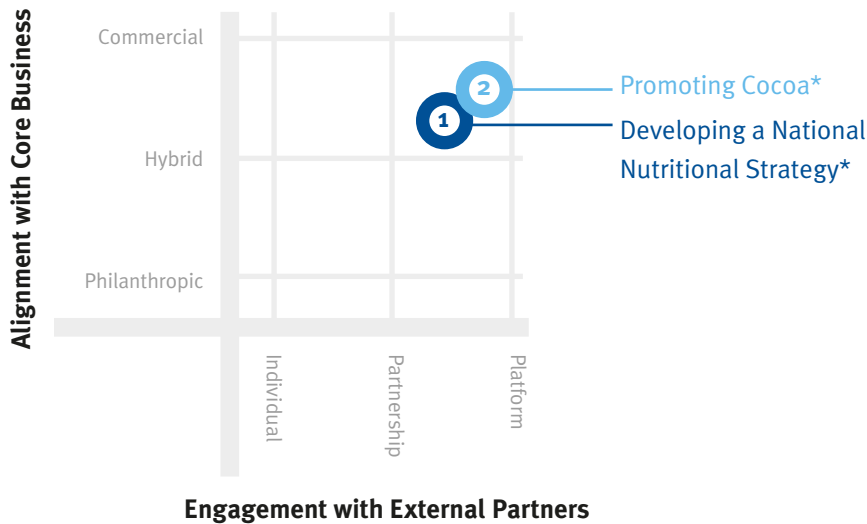 Alignment with Core Business
Commercial
Hybrid
Philanthropic
2
1
Promoting Cocoa*
Developing a National
Nutritional Strategy*
Individual
Partnership
Platform
Engagement with External Partners